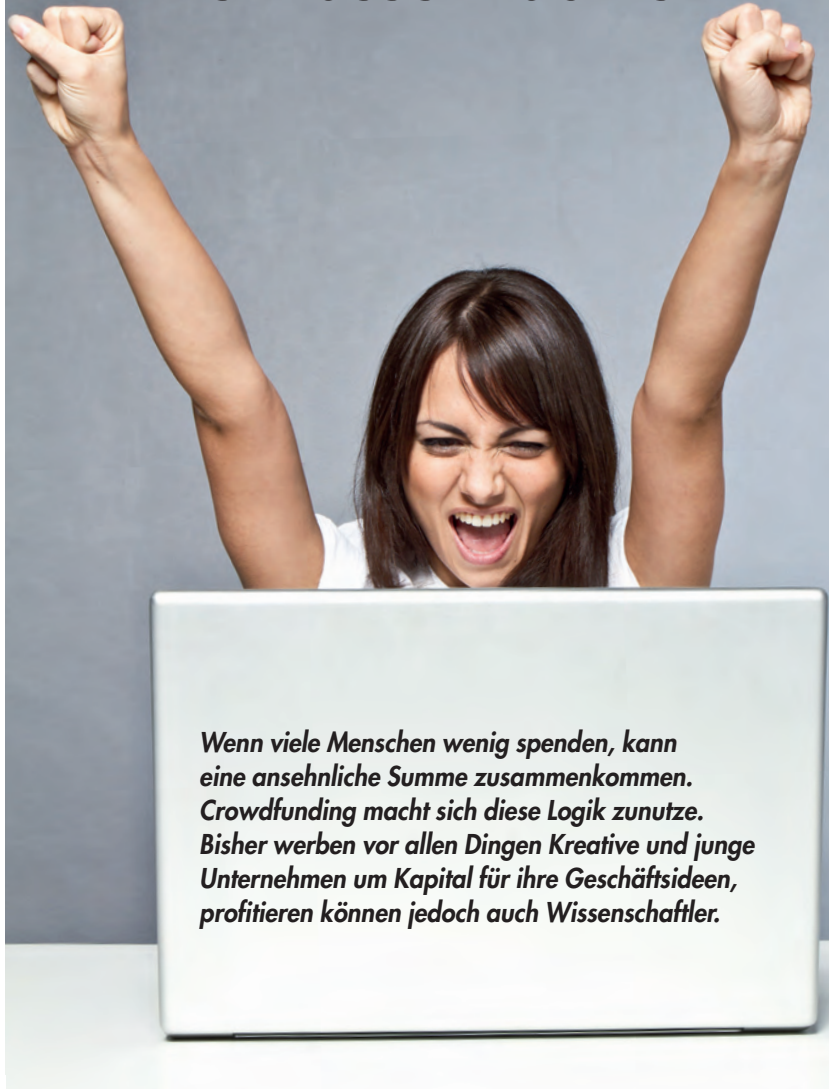 Wenn viele Menschen wenig spenden, kann
eine ansehnliche Summe zusammenkommen.
Crowdfunding macht sich diese Logik zunutze.
Bisher werben vor allen Dingen Kreative und junge
Unternehmen um Kapital für ihre Geschäftsideen,
profitieren können jedoch auch Wissenschaftler.